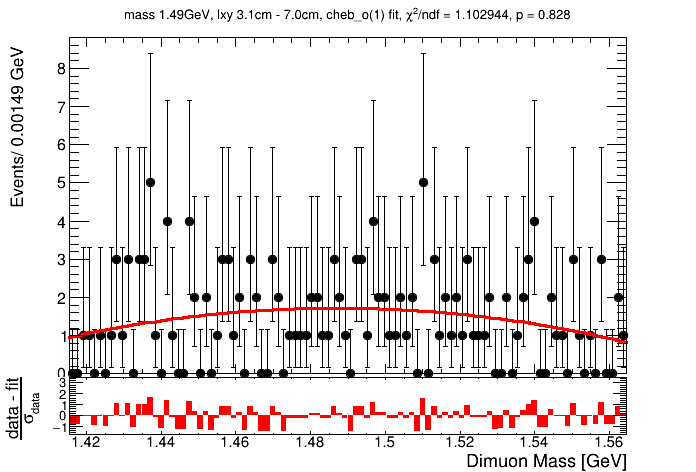 mass 1.49GeV, lxy 3.1cm - 7.0cm, cheb_o(1) fit, χ²/ndf = 1.102944, p = 0.828
Events/ 0.00149 GeV
8
7
6
5
4
3
2
1
0
data - fit
σdata
3
2
1
0
−1
1.42 1.44 1.46 1.48 1.5 1.52 1.54 1.56
Dimuon Mass [GeV]